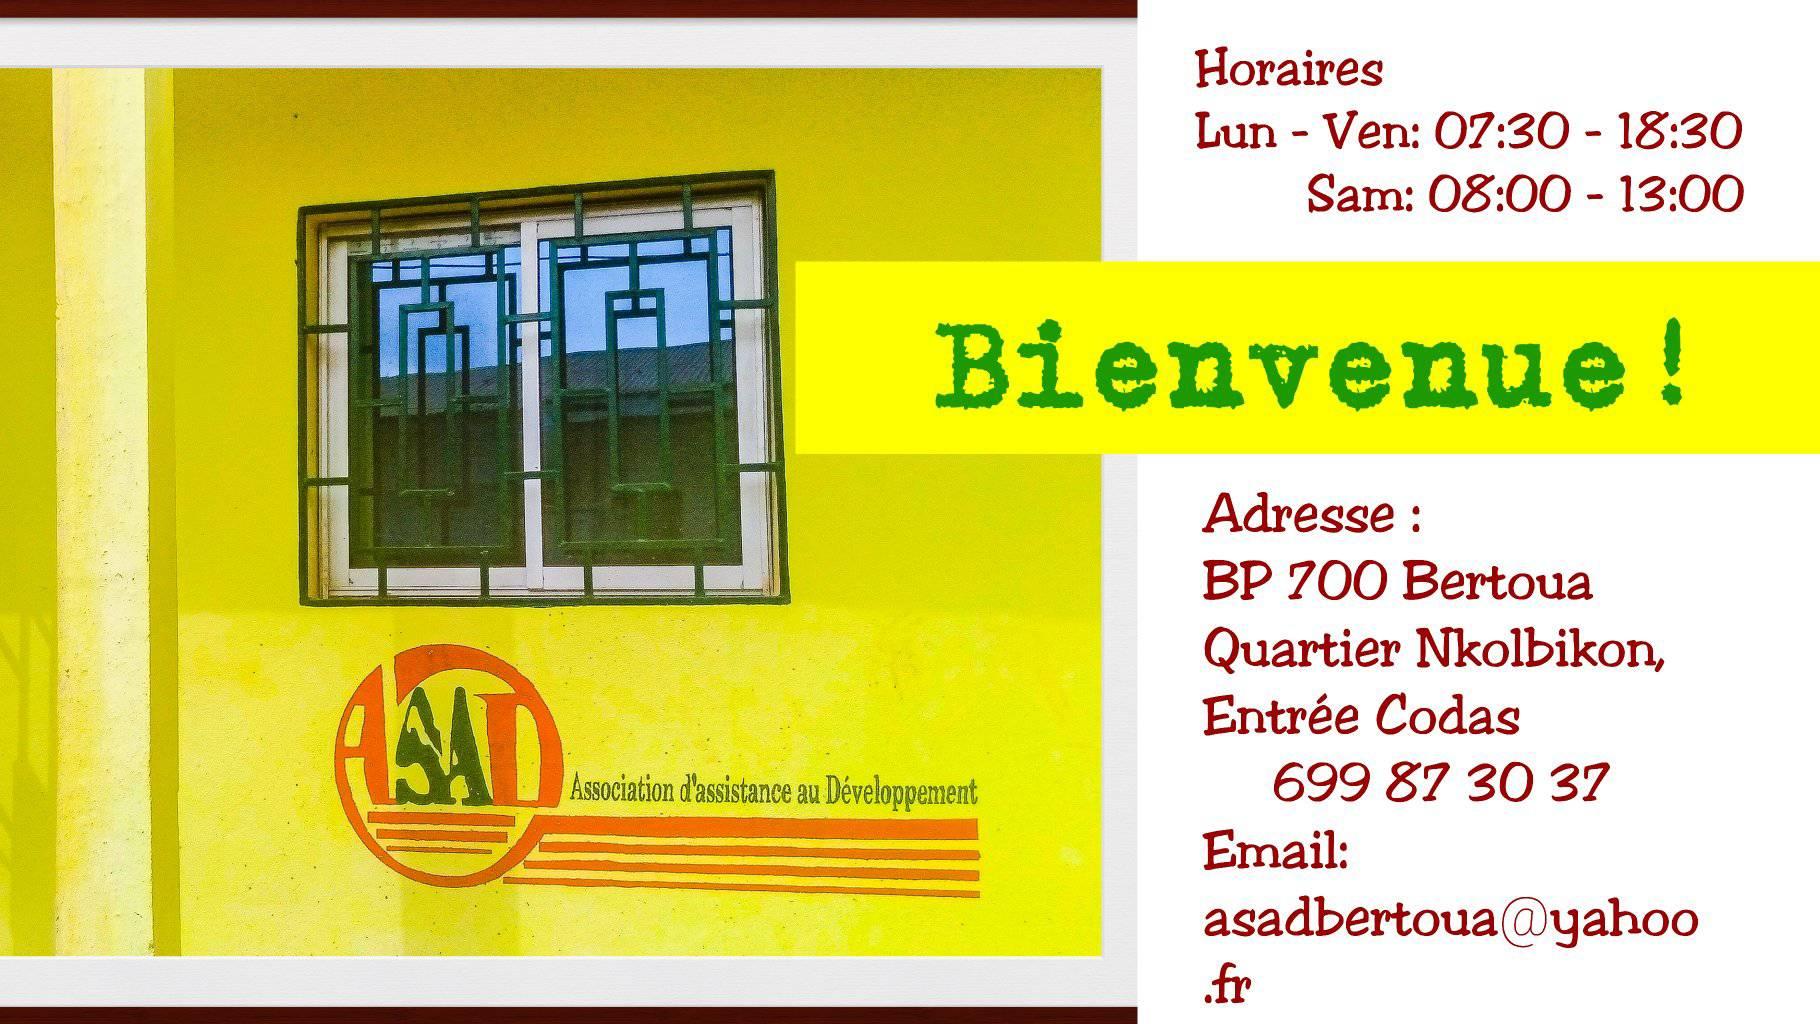 Horaires
Lun - Ven: 07:30 - 18:30
Sam: 08:00 - 13:00
Bienvenue !
ASAD
Association d'assistance au Développement
Adresse :
BP 700 Bertoua
Quartier Nkolbikon,
Entrée Codas
699 87 30 37
Email:
asadbertoua@yahoo
.fr